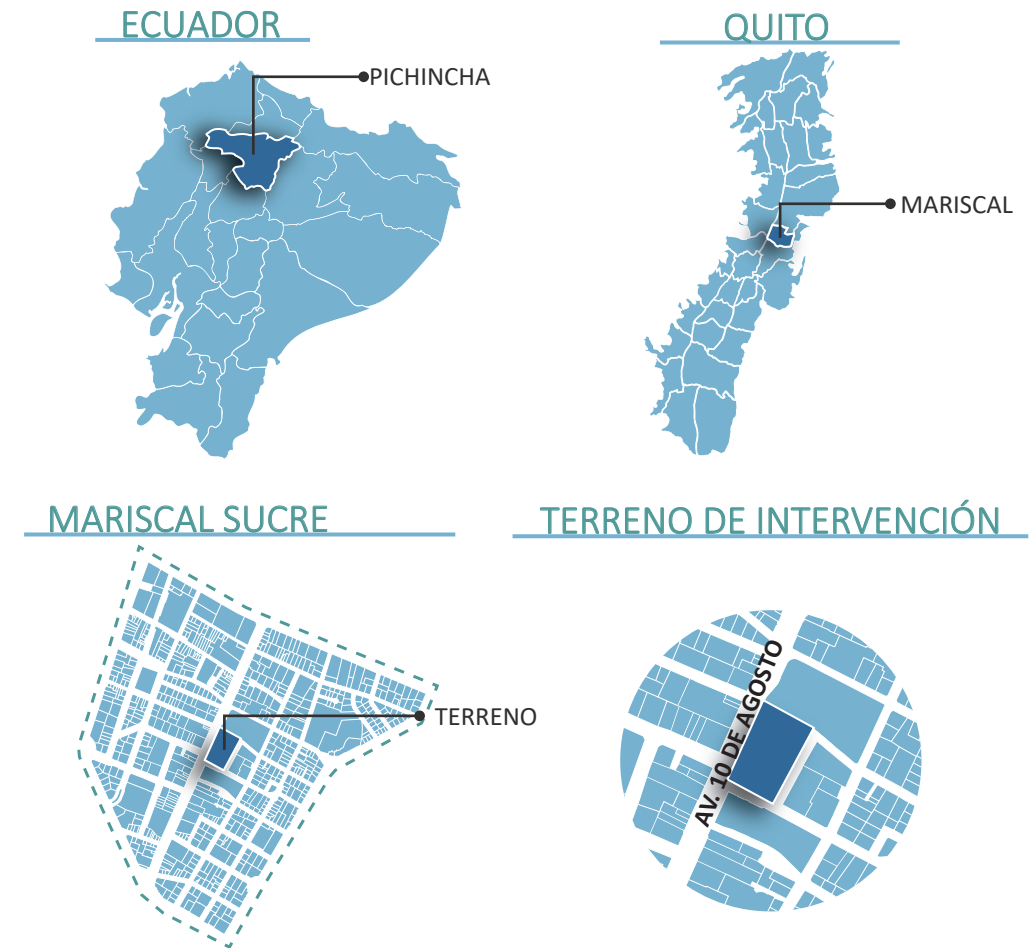 ECUADOR
PICHINCHA
QUITO
MARISCAL
MARISCAL SUCRE
TERRENO
TERRENO DE INTERVENCIÓN
AV. 10 DE AGOSTO